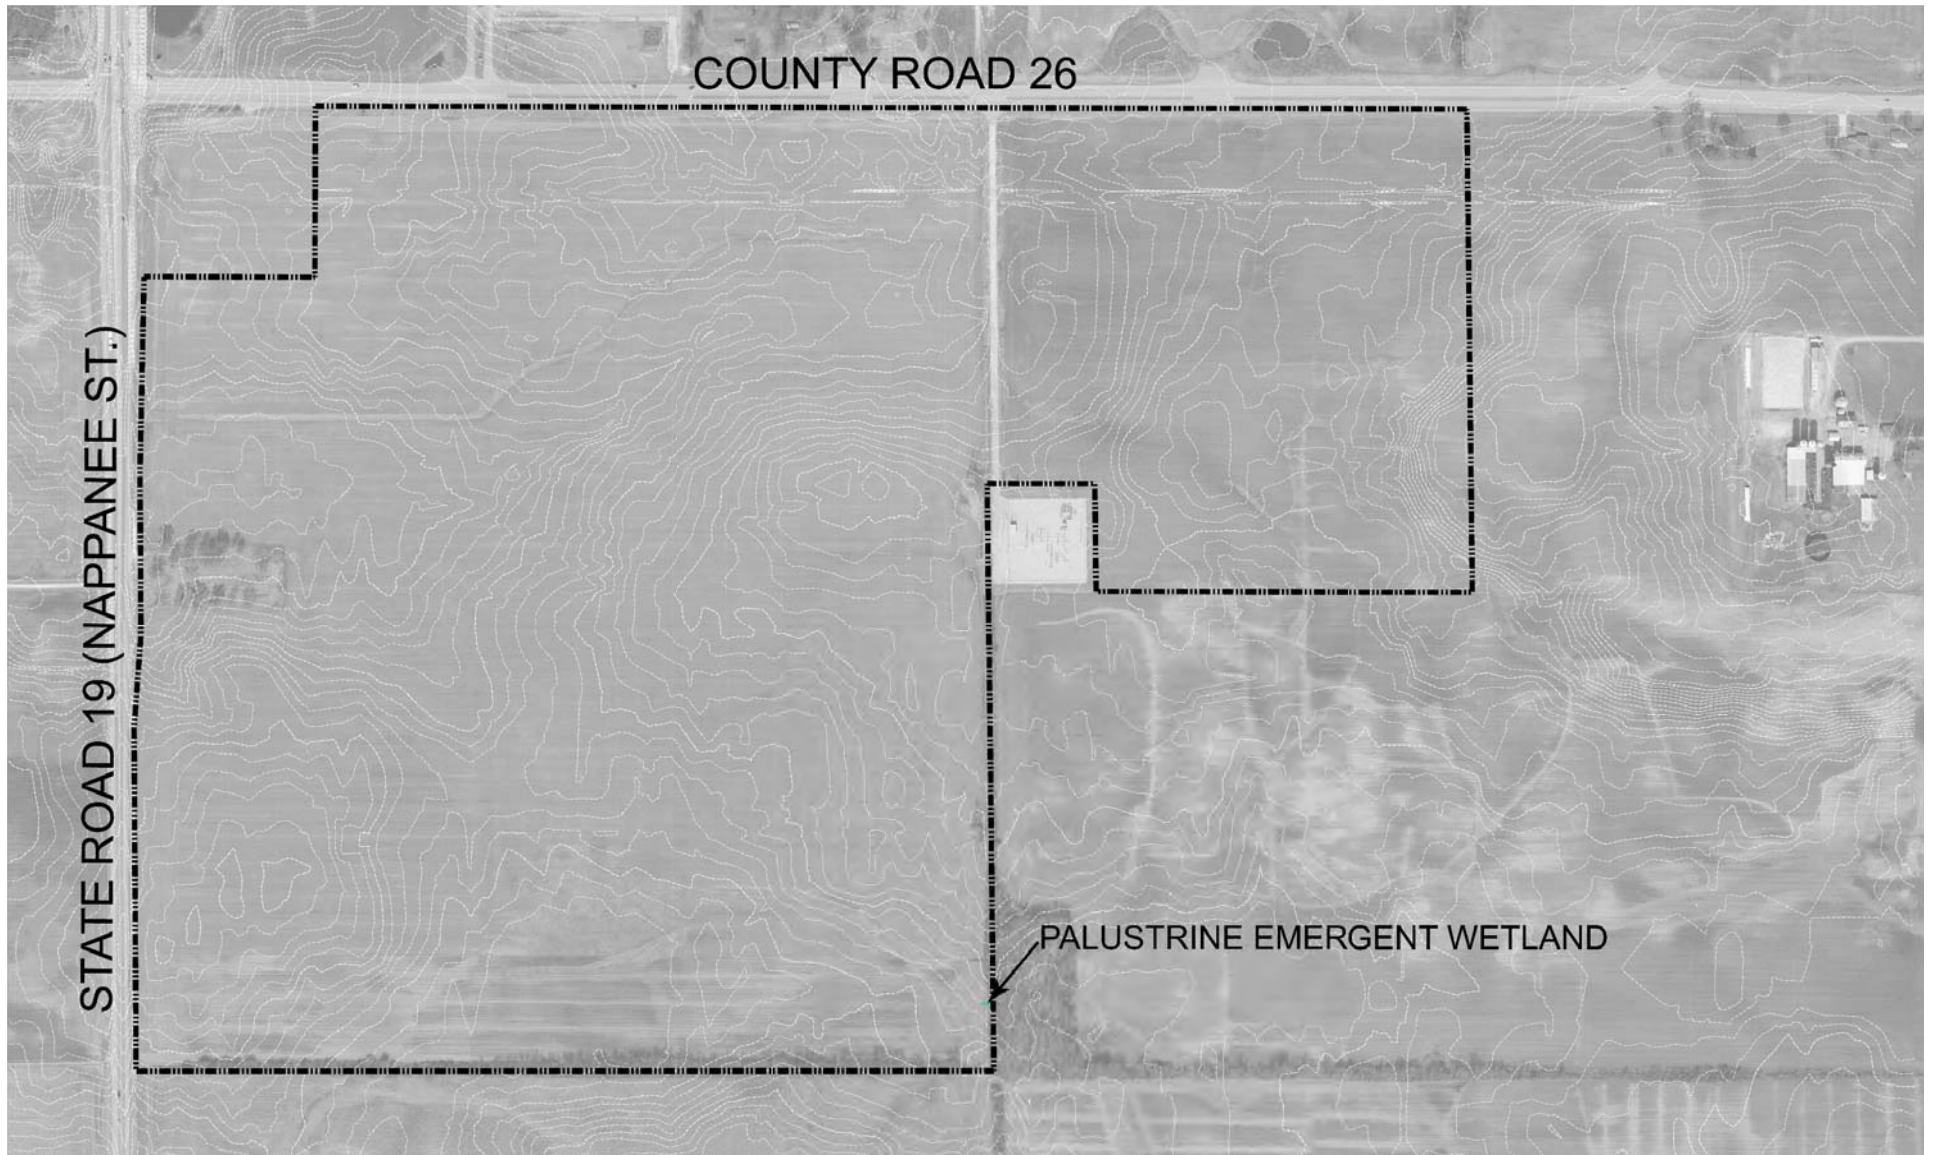 COUNTY ROAD 26
STATE ROAD 19 (NAPPANEE ST.)
PALUSTRINE EMERGENT WETLAND